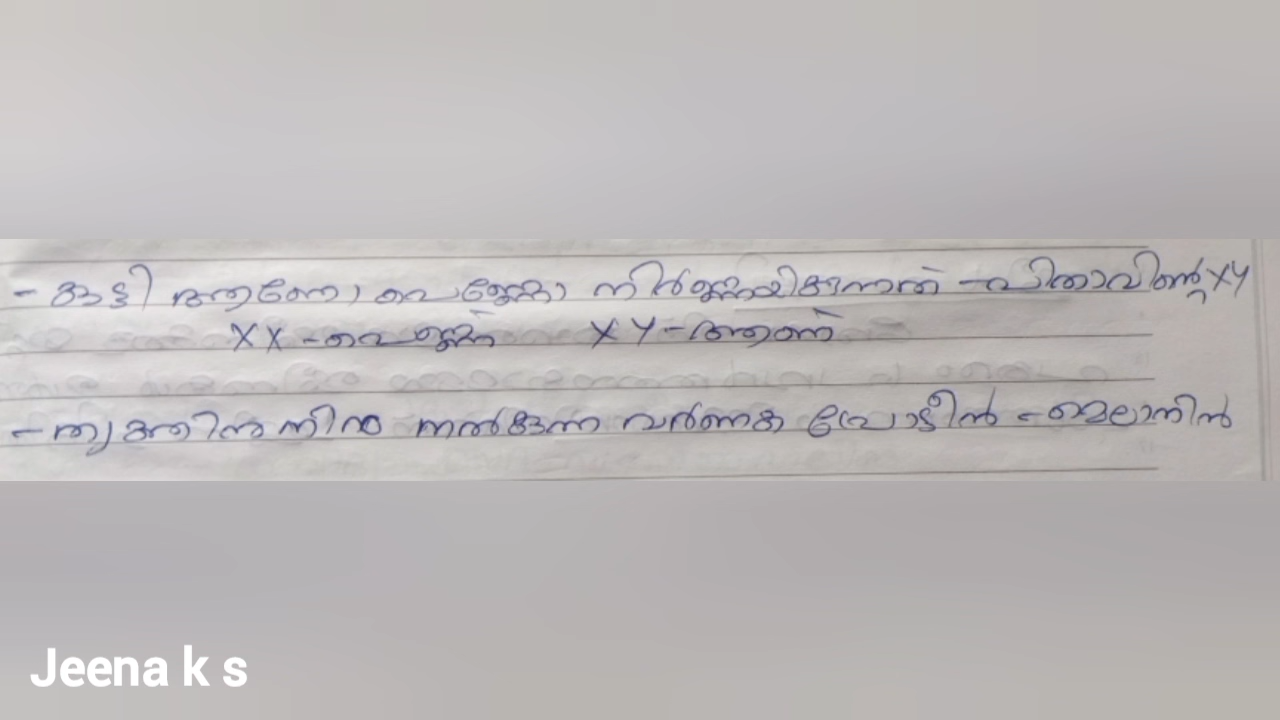 - കുട്ടി ആണോ, പെണ്ണോ നിർണ്ണയിക്കുന്നത് - പിതാവിന്റെ XY
XX - പെണ്ണ് XY - ആണ്
- ത്വക്കിനു നിറം നൽകുന്ന വർണക പ്രോട്ടീൻ - മെലാനിൻ
Jeena k s